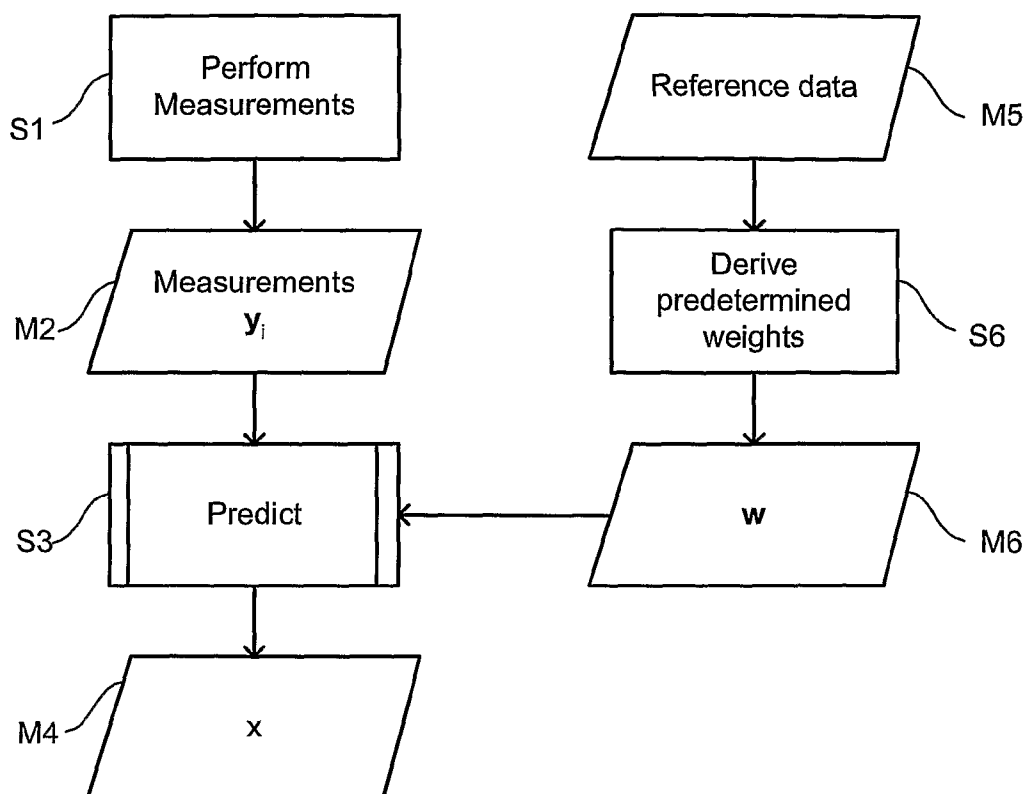 Perform
Measurements
S1
Reference data
M5
Measurements
yi
M2
Derive
predetermined
weights
S6
Predict
S3
w
M6
x
M4